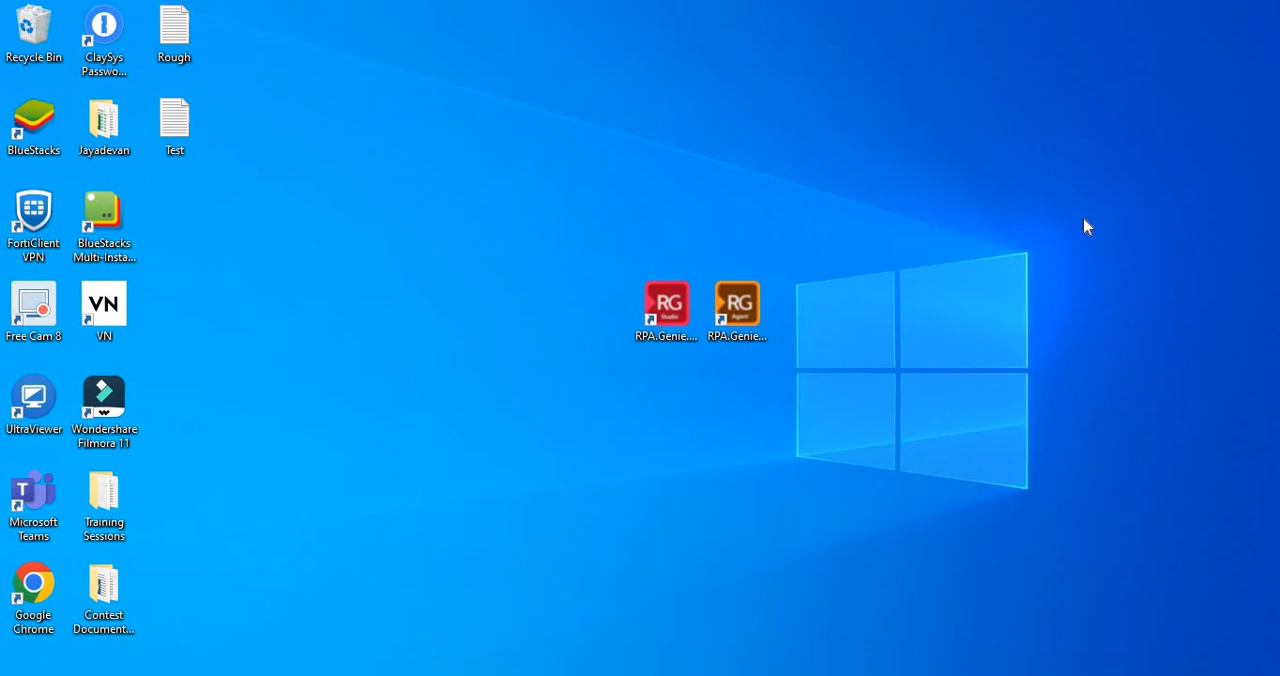 Recycle Bin
ClaySys
Passwo...
Rough
BlueStacks
Jayadevan
Test
FortiClient
VPN
BlueStacks
Multi-Insta...
Free Cam 8
VN
VN
RG
Studio
RPA.Genie....
RG
Agent
RPA.Genie...
UltraViewer
Wondershare
Filmora 11
T
Microsoft
Teams
Training
Sessions
Google
Chrome
Contest
Document...